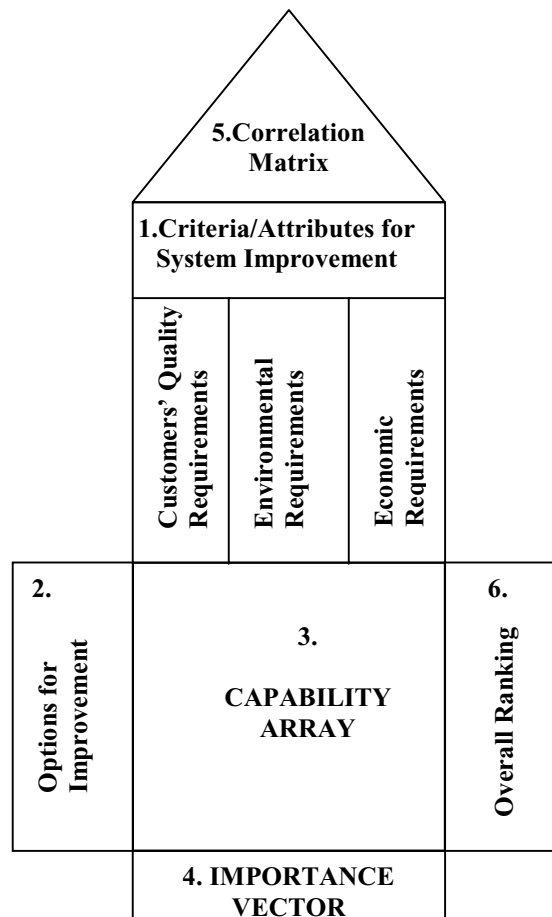 5.Correlation
Matrix
1.Criteria/Attributes for
System Improvement
Customers’ Quality
Requirements
Environmental
Requirements
Economic
Requirements
2.
Options for
Improvement
3.
CAPABILITY
ARRAY
6.
Overall Ranking
4. IMPORTANCE
VECTOR